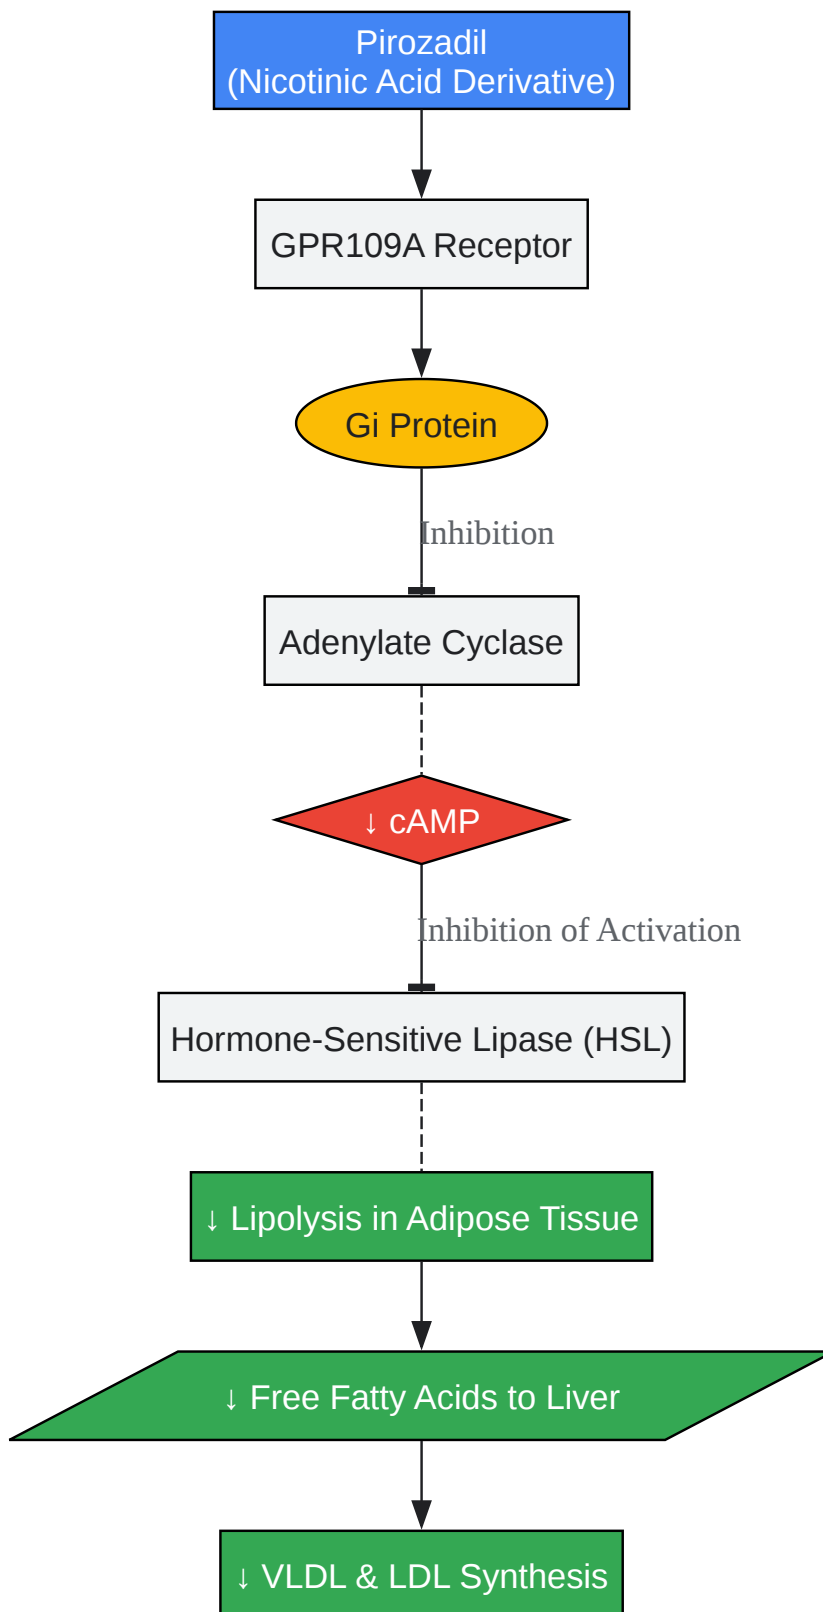 Pirozadil
(Nicotinic Acid Derivative)
GPR109A Receptor
Gi Protein
Inhibition
Adenylate Cyclase
↓ cAMP
Inhibition of Activation
Hormone-Sensitive Lipase (HSL)
↓ Lipolysis in Adipose Tissue
↓ Free Fatty Acids to Liver
↓ VLDL & LDL Synthesis